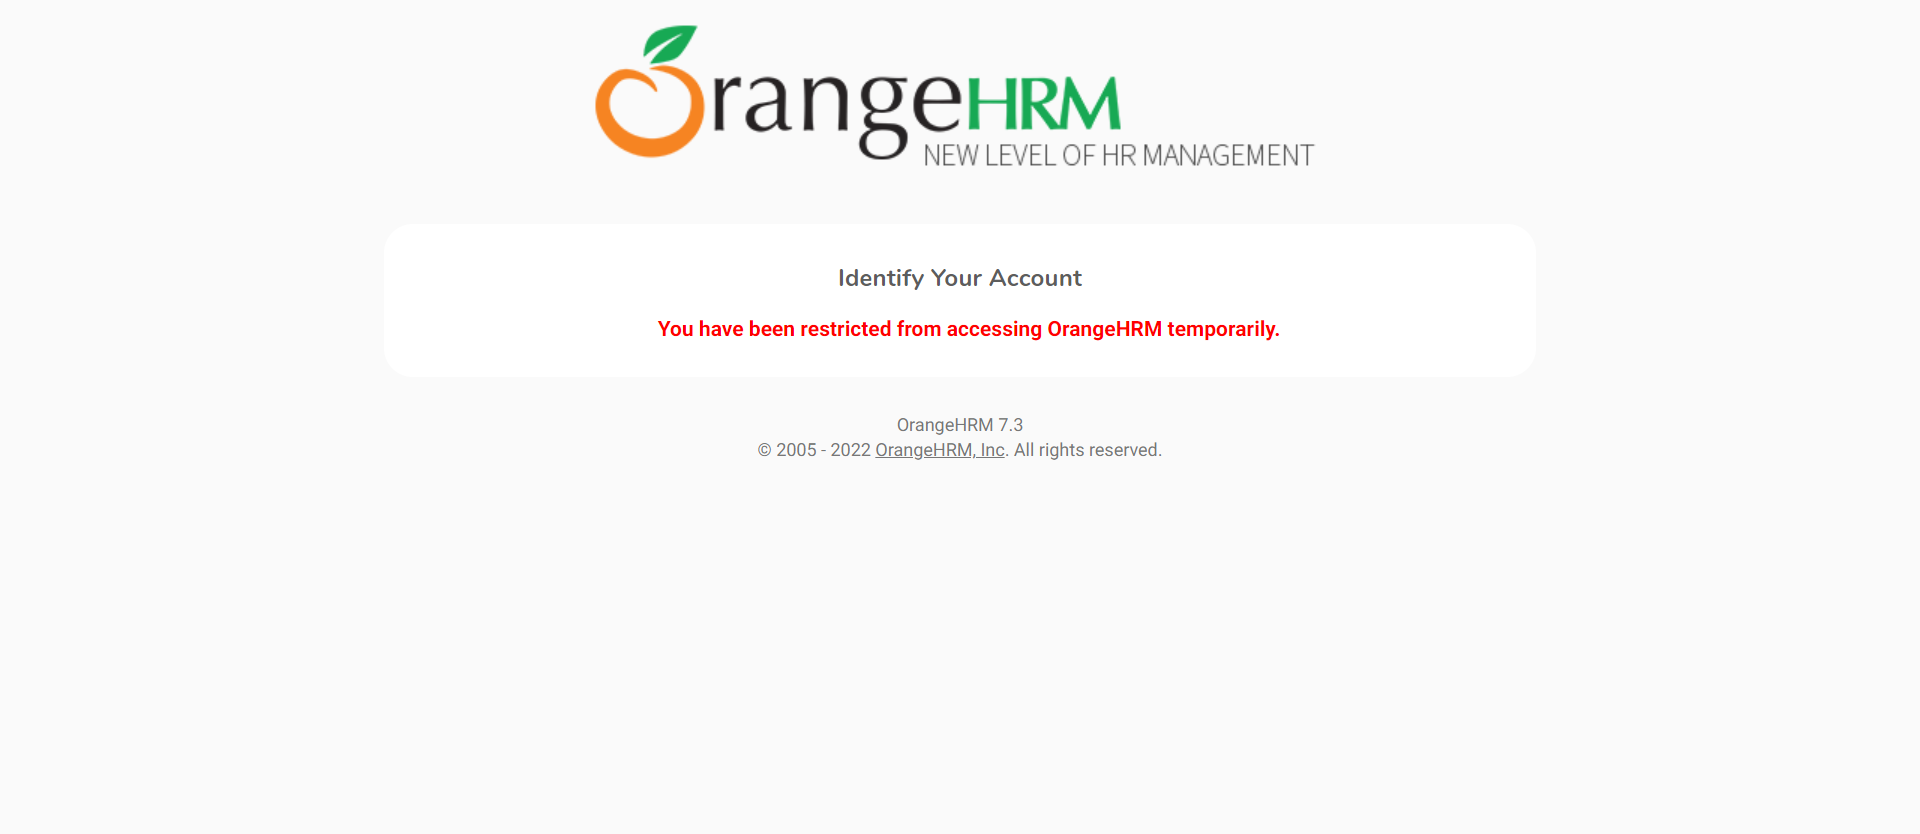 OrangeHRM
NEW LEVEL OF HR MANAGEMENT
Identify Your Account
You have been restricted from accessing OrangeHRM temporarily.
OrangeHRM 7.3
© 2005 - 2022 OrangeHRM, Inc. All rights reserved.